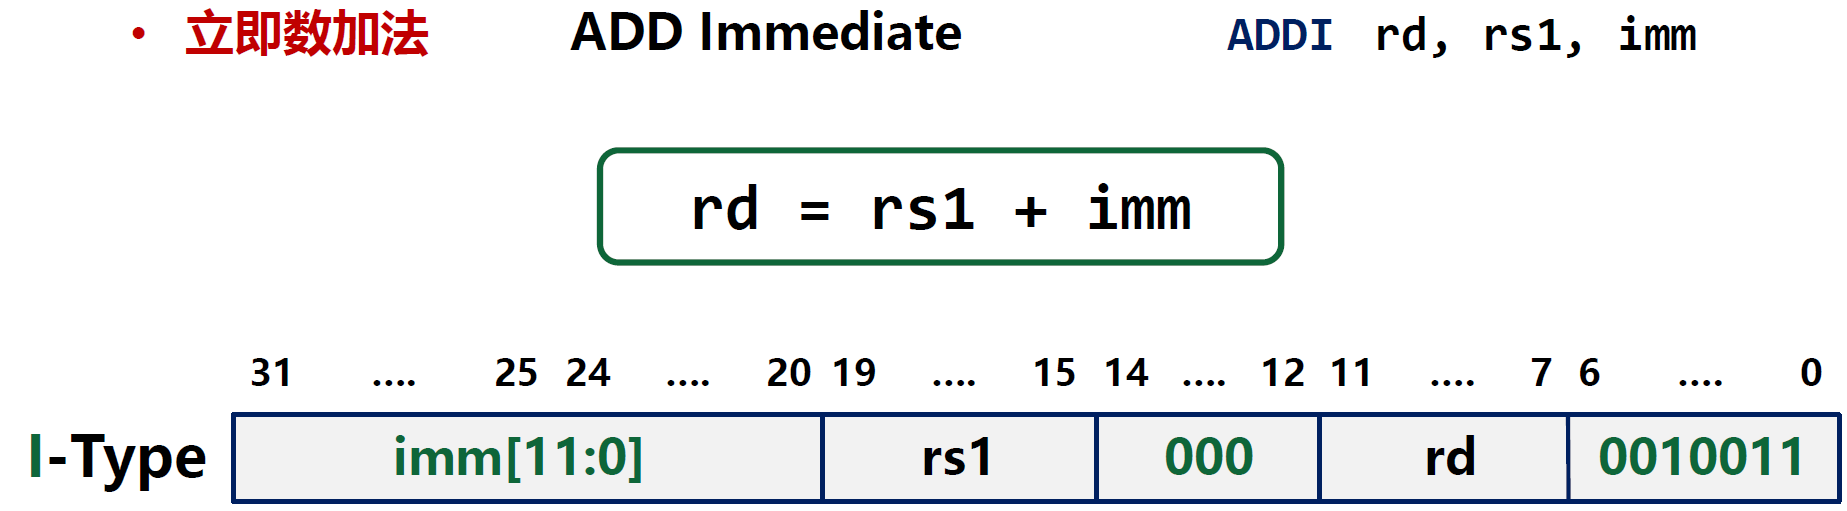 • 立即数加法 ADD Immediate ADDI rd, rs1, imm
rd = rs1 + imm
31 .... 25 24 .... 20 19 .... 15 14 .... 12 11 .... 7 6 .... 0
I-Type imm[11:0] rs1 000 rd 0010011